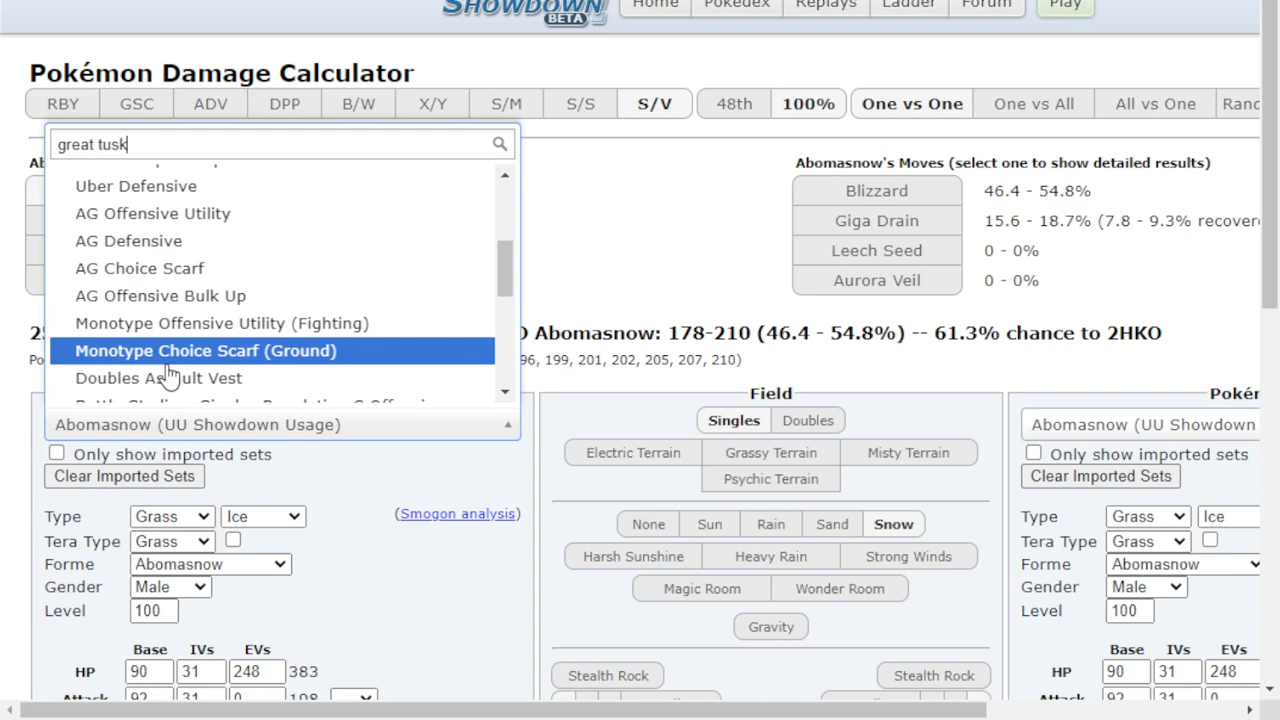 SHOWDOWN
BETA
Home Pokédex Replays Ladder Forum Play
Pokémon Damage Calculator
RBY GSC ADV DPP B/W X/Y S/M S/S S/V 48th 100% One vs One One vs All All vs One
great tusk
Abomasnow's Moves (select one to show detailed results)
Uber Defensive
Blizzard 46.4 - 54.8%
AG Offensive Utility
Giga Drain 15.6 - 18.7% (7.8 - 9.3%
AG Defensive
Leech Seed 0 - 0%
AG Choice Scarf
Aurora Veil 0 - 0%
AG Offensive Bulk Up
Monotype Offensive Utility (Fighting)
O Abomasnow: 178-210 (46.4 - 54.8%) -- 61.3% chance to 2HKO
Monotype Choice Scarf (Ground)
199, 201, 202, 205, 207, 210)
Doubles Assault Vest
Abomasnow (UU Showdown Usage)
Only show imported sets
Clear Imported Sets
Type Grass Ice (Smogon analysis)
Tera Type Grass
Forme Abomasnow
Gender Male
Level 100
Base IVs EVs
HP 90 31 248 383
Field
Singles Doubles
Electric Terrain Grassy Terrain Misty Terrain
Psychic Terrain
None Sun Rain Sand Snow
Harsh Sunshine Heavy Rain Strong Winds
Magic Room Wonder Room
Gravity
Stealth Rock Stealth Rock
Abomasnow (UU Showdown
Only show imported sets
Clear Imported Sets
Type Grass Ice
Tera Type Grass
Forme Abomasnow
Gender Male
Level 100
Base IVs EVs
HP 90 31 248